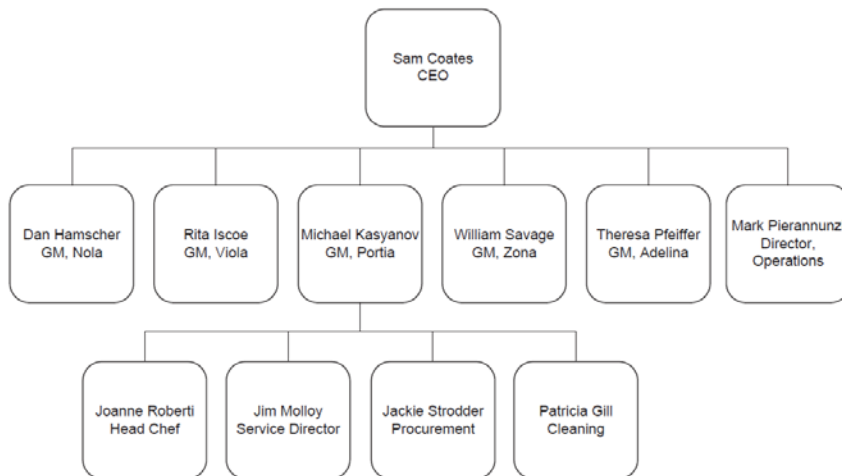 Sam Coates
CEO
Dan Hamscher
GM, Nola
Rita Iscoe
GM, Viola
Michael Kasyanov
GM, Portia
William Savage
GM, Zona
Theresa Pfeiffer
GM, Adelina
Mark Pierannunz
Director,
Operations
Joanne Roberti
Head Chef
Jim Molloy
Service Director
Jackie Strodder
Procurement
Patricia Gill
Cleaning